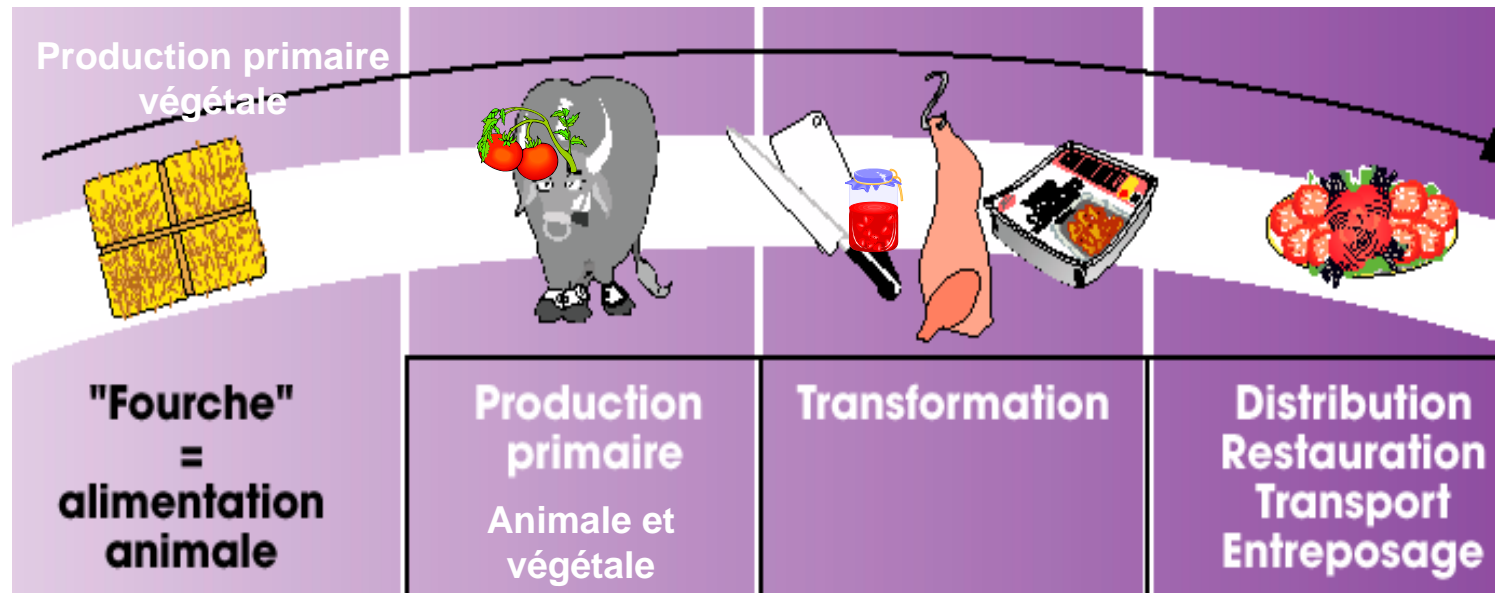 Production primaire
végétale
"Fourche"
=
alimentation
animale
Production
primaire
Animale et
végétale
Transformation
Distribution
Restauration
Transport
Entreposage